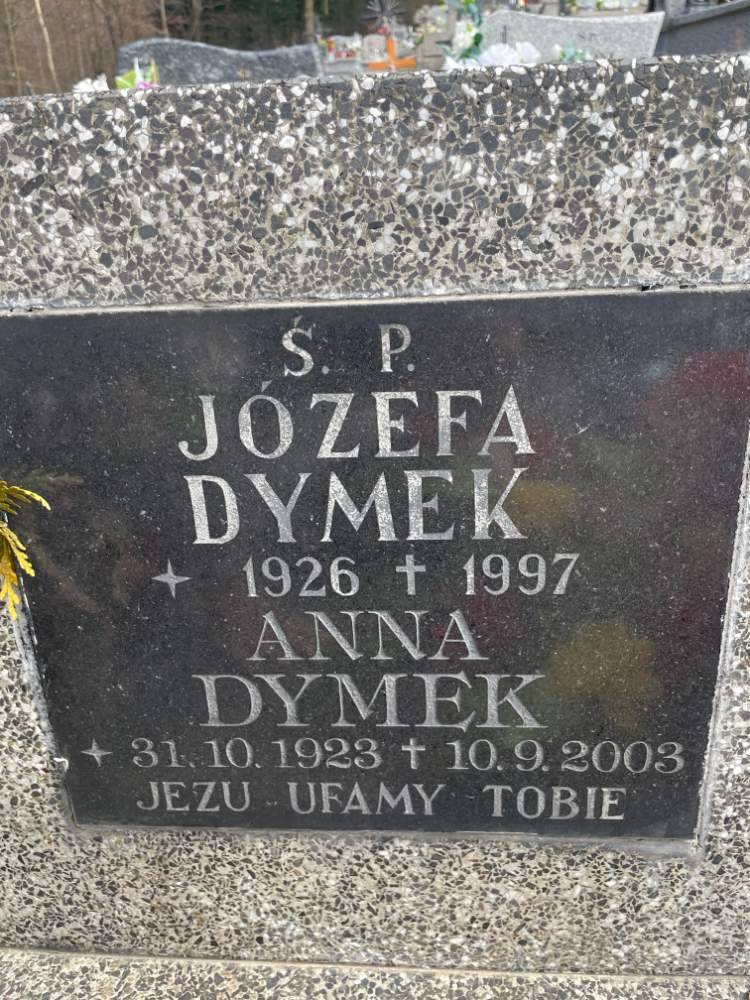 Ś. P.
JÓZEFA
DYMEK
✦ 1926 ✝ 1997
ANNA
DYMEK
✦ 31.10.1923 ✝ 10.9.2003
JEZU UFAMY TOBIE